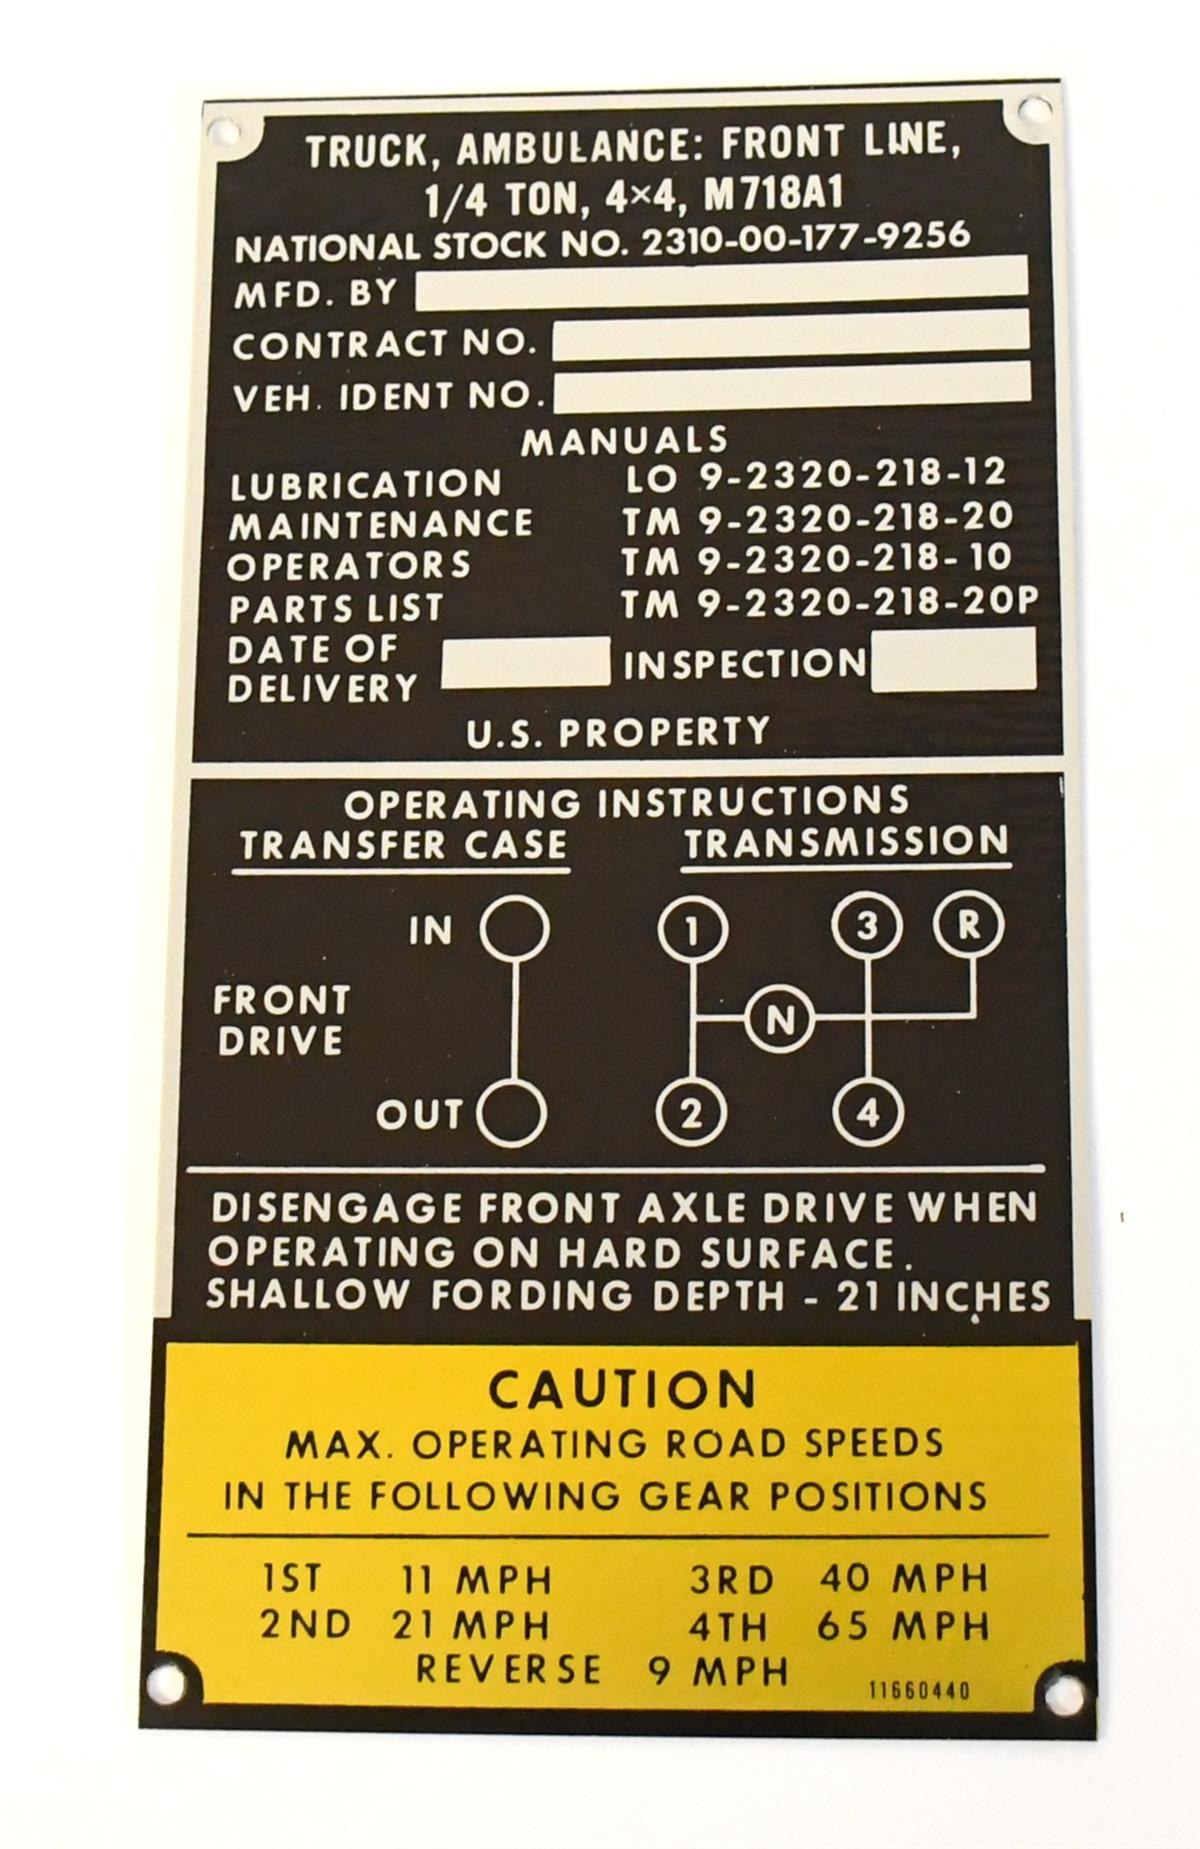 TRUCK, AMBULANCE: FRONT LINE,
1/4 TON, 4×4, M718A1
NATIONAL STOCK NO. 2310-00-177-9256
MFD. BY
CONTRACT NO.
VEH. IDENT NO.
MANUALS
LUBRICATION LO 9-2320-218-12
MAINTENANCE TM 9-2320-218-20
OPERATORS TM 9-2320-218-10
PARTS LIST TM 9-2320-218-20P
DATE OF
DELIVERY INSPECTION
U.S. PROPERTY
OPERATING INSTRUCTIONS
TRANSFER CASE TRANSMISSION
IN 1 3 R
FRONT
DRIVE N
OUT 2 4
DISENGAGE FRONT AXLE DRIVE WHEN
OPERATING ON HARD SURFACE.
SHALLOW FORDING DEPTH - 21 INCHES
CAUTION
MAX. OPERATING ROAD SPEEDS
IN THE FOLLOWING GEAR POSITIONS
1ST 11 MPH 3RD 40 MPH
2ND 21 MPH 4TH 65 MPH
REVERSE 9 MPH
11660440